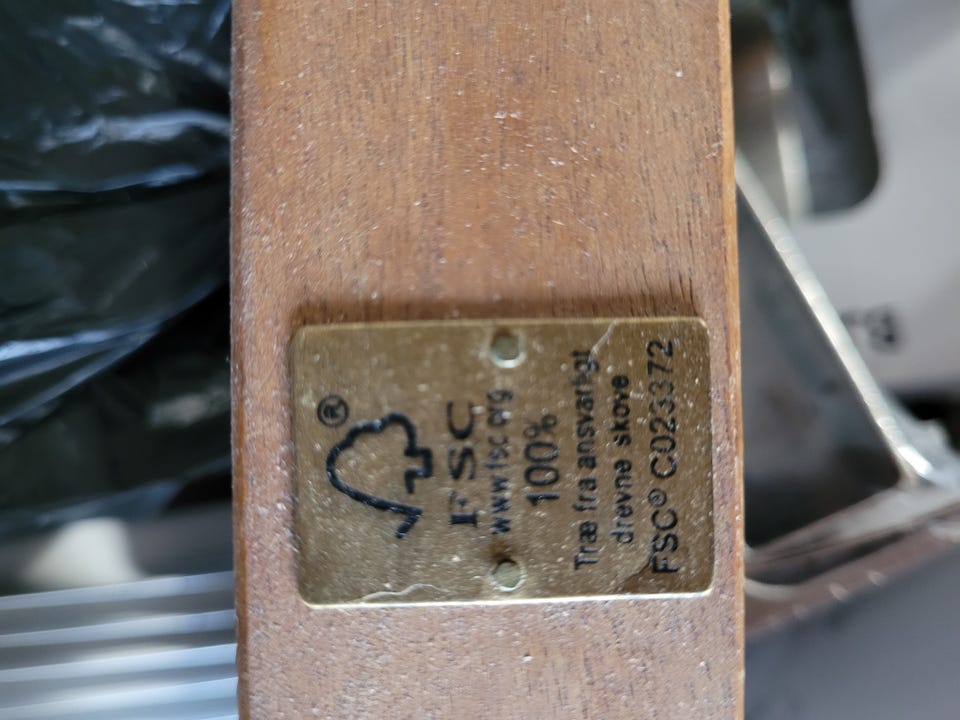 ®
FSC
www.fsc.org
100%
Træ fra ansvarligt
drevne skove
FSC® C023372